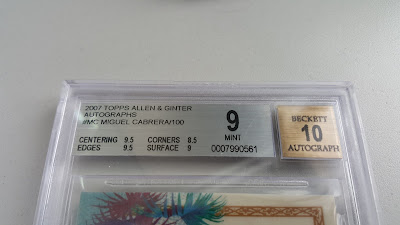 2007 TOPPS ALLEN & GINTER
AUTOGRAPHS
#MC MIGUEL CABRERA/100
CENTERING 9.5 CORNERS 8.5
EDGES 9.5 SURFACE 9
9
MINT
0007990561
BECKETT
10
AUTOGRAPH